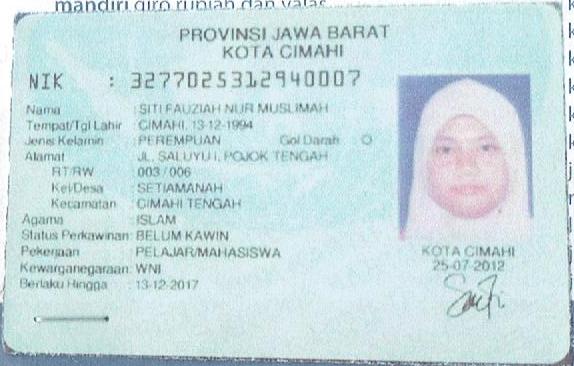 mandiri giro rupiah dan valas
PROVINSI JAWA BARAT
KOTA CIMAHI
NIK : 3277025312940007
Nama : SITI FAUZIAH NUR MUSLIMAH
Tempat/Tgl Lahir : CIMAHI, 13-12-1994
Jenis Kelamin : PEREMPUAN Gol Darah O
Alamat : JL. SALUYU I, POJOK TENGAH
RT/RW : 003 / 006
Kel/Desa : SETIAMANAH
Kecamatan : CIMAHI TENGAH
Agama : ISLAM
Status Perkawinan: BELUM KAWIN
Pekerjaan : PELAJAR/MAHASISWA
Kewarganegaraan: WNI
Berlaku Hingga : 13-12-2017
KOTA CIMAHI
25-07-2012